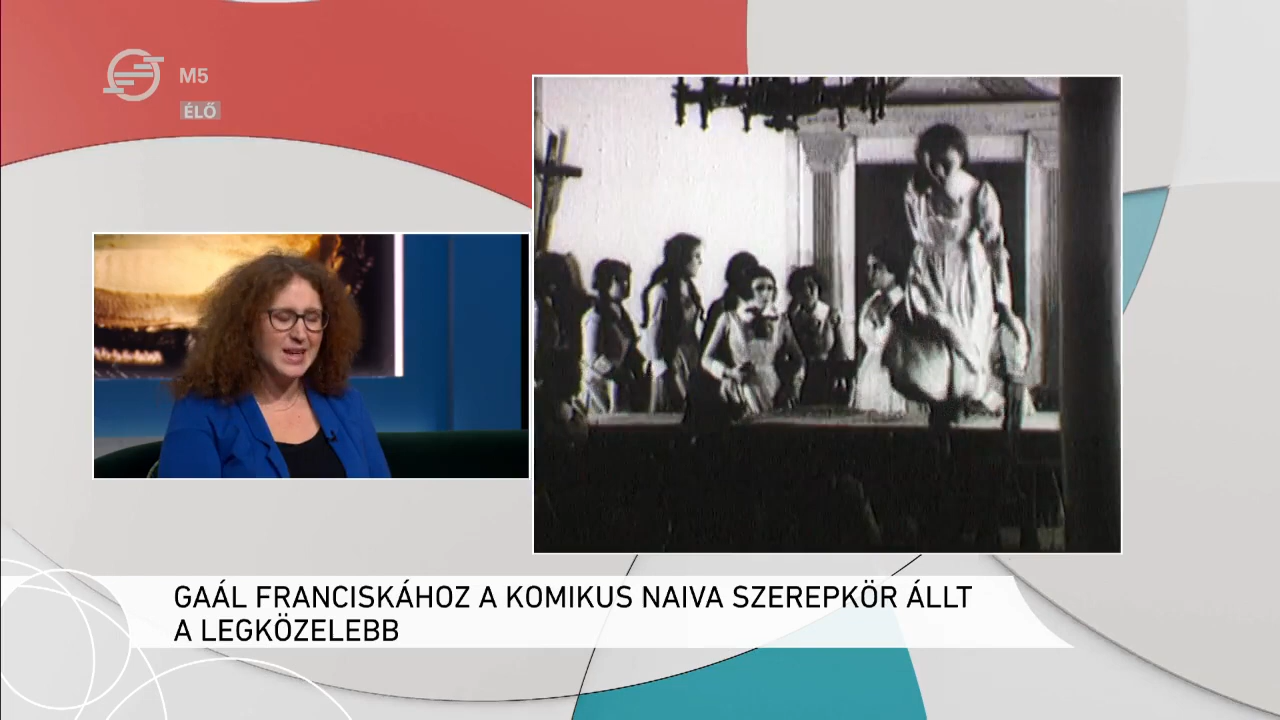 M5
ÉLŐ
GAÁL FRANCISKÁHOZ A KOMIKUS NAIVA SZEREPKÖR ÁLLT
A LEGKÖZELEBB